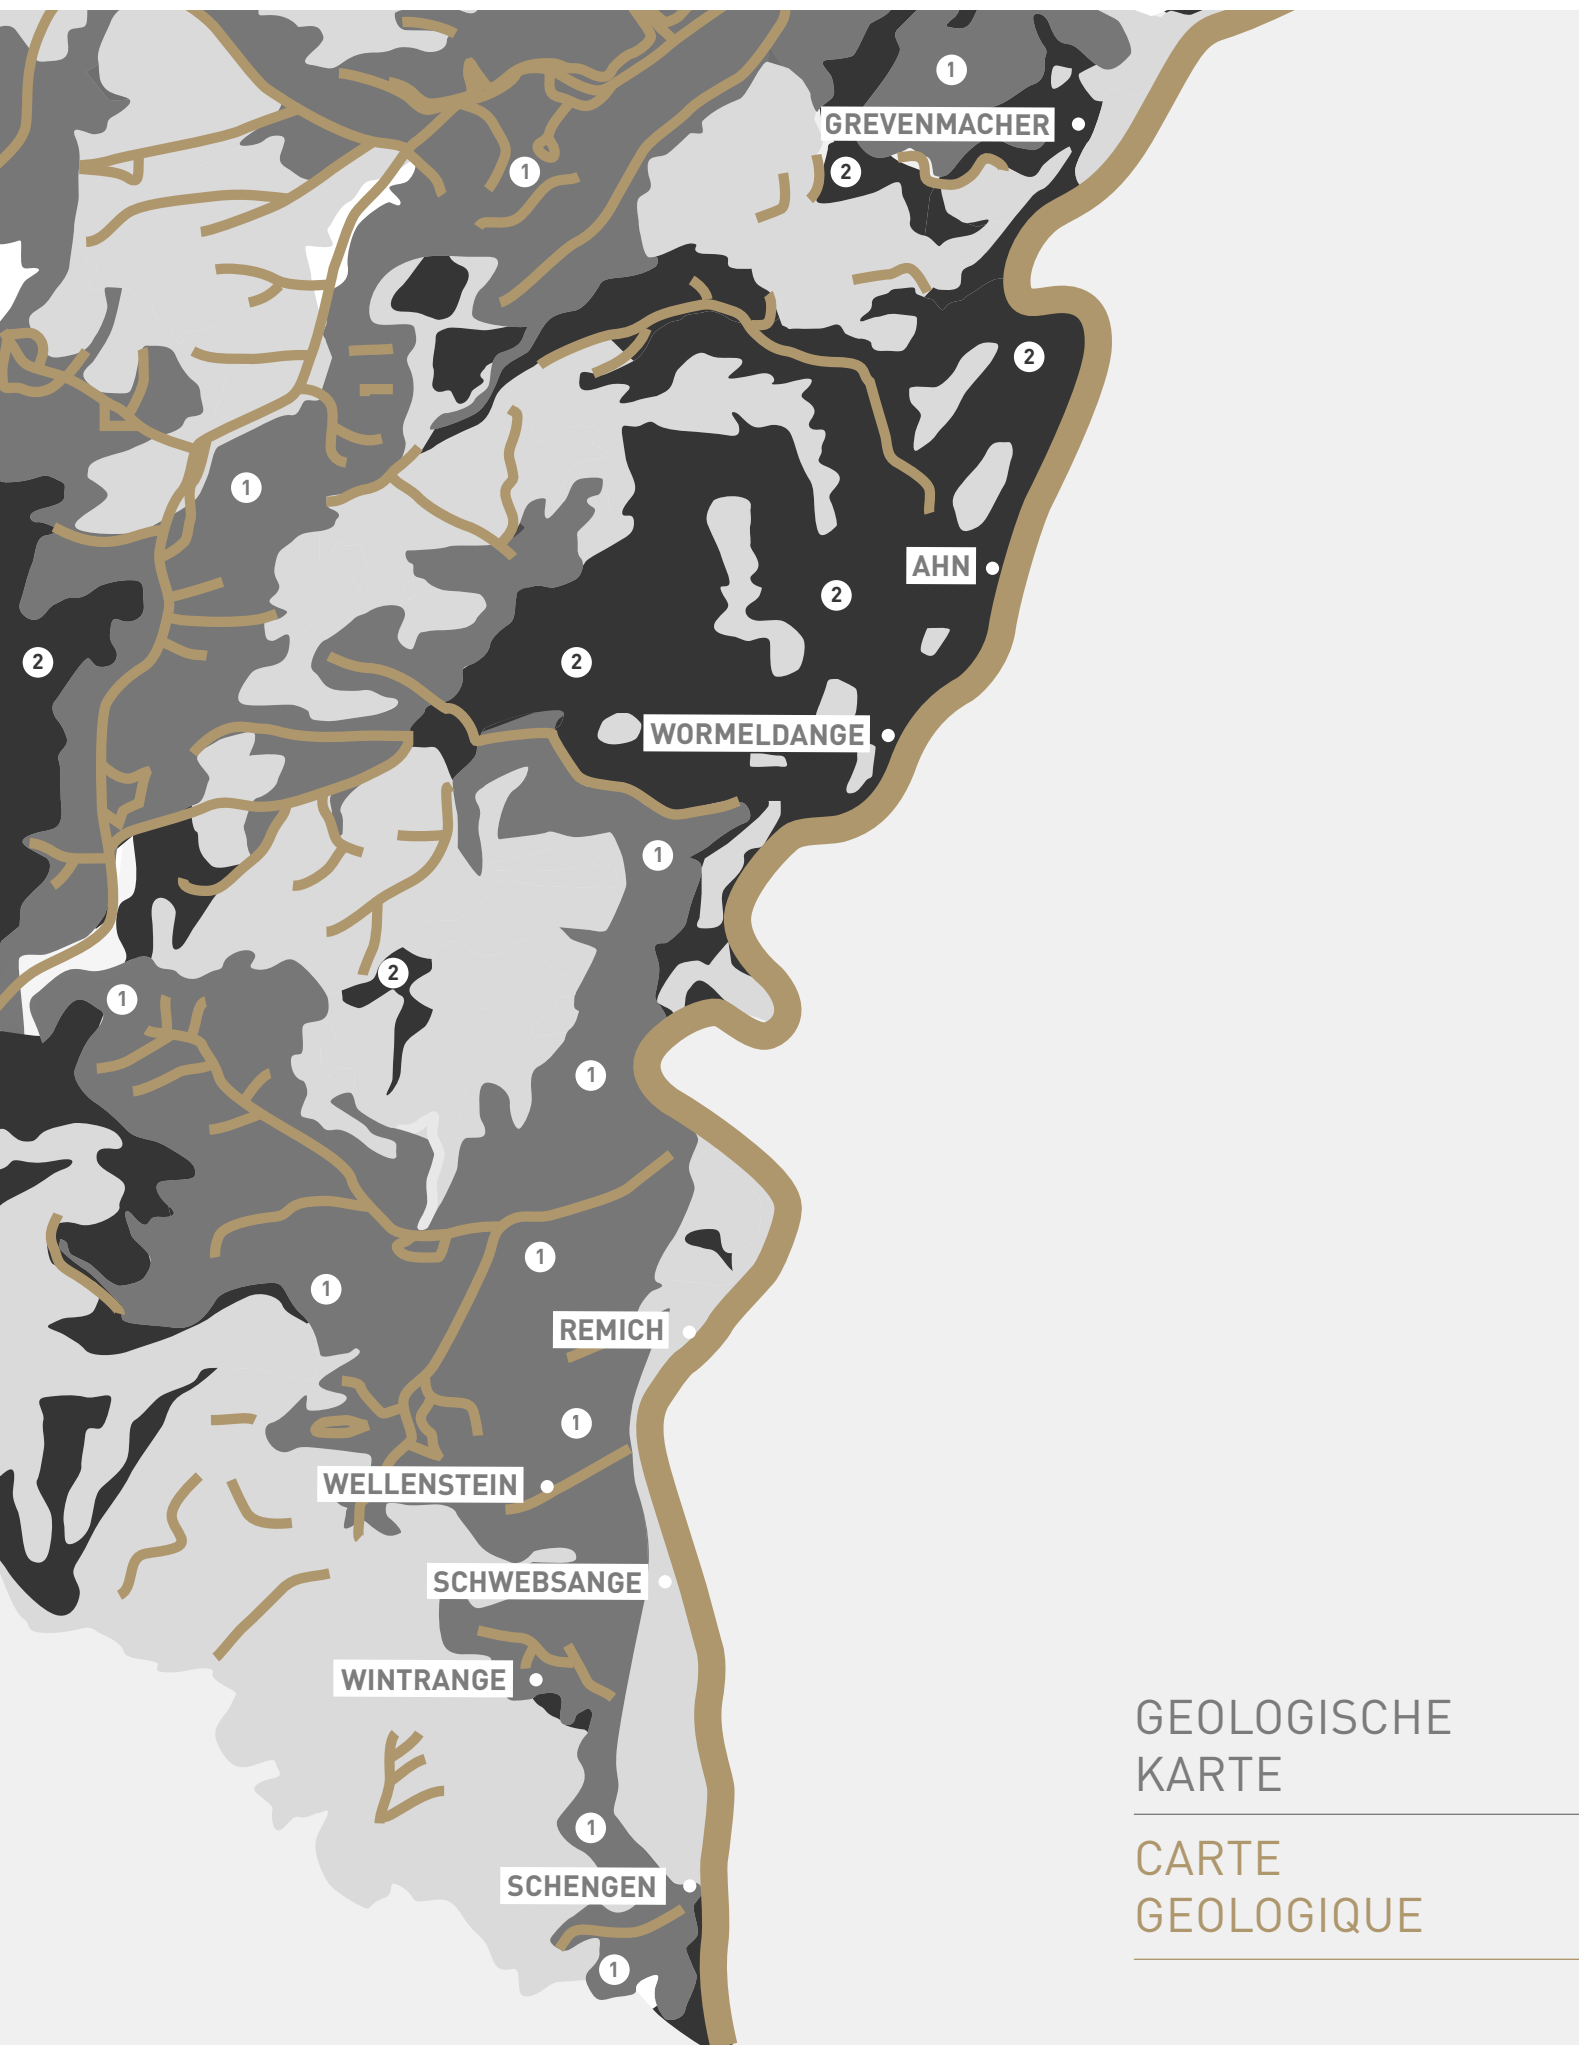 1
GREVENMACHER
1
2
2
1
AHN
2
2
2
WORMELDANGE
1
2
1
1
1
1
REMICH
1
WELLENSTEIN
SCHWEBSANGE
WINTRANGE
GEOLOGISCHE
KARTE
1
CARTE
SCHENGEN
GEOLOGIQUE
1